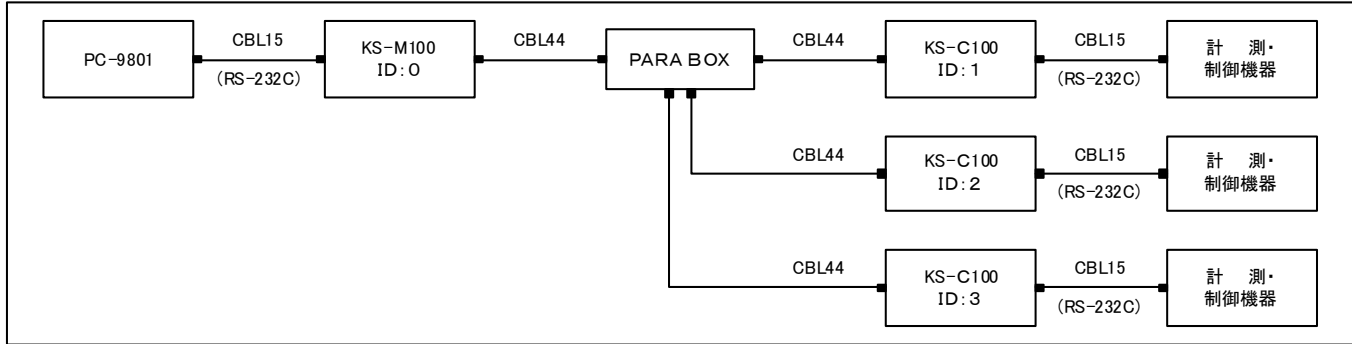 PC-9801
CBL15
(RS-232C)
KS-M100
ID:0
CBL44
PARA BOX
CBL44
KS-C100
ID:1
CBL15
(RS-232C)
計 測・
制御機器
CBL44
KS-C100
ID:2
CBL15
(RS-232C)
計 測・
制御機器
CBL44
KS-C100
ID:3
CBL15
(RS-232C)
計 測・
制御機器